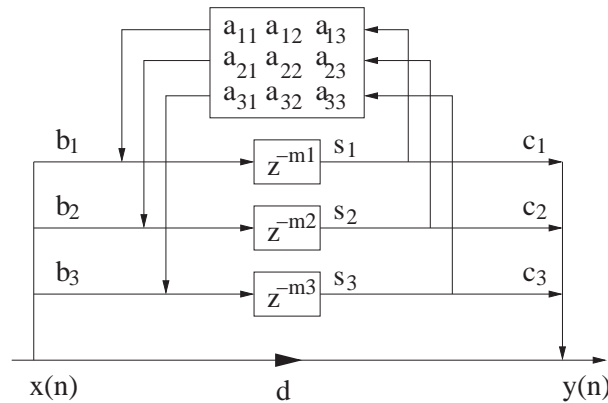 a₁₁ a₁₂ a₁₃
a₂₁ a₂₂ a₂₃
a₃₁ a₃₂ a₃₃
b₁ z⁻ᵐ¹ s₁ c₁
b₂ z⁻ᵐ² s₂ c₂
b₃ z⁻ᵐ³ s₃ c₃
x(n) d y(n)